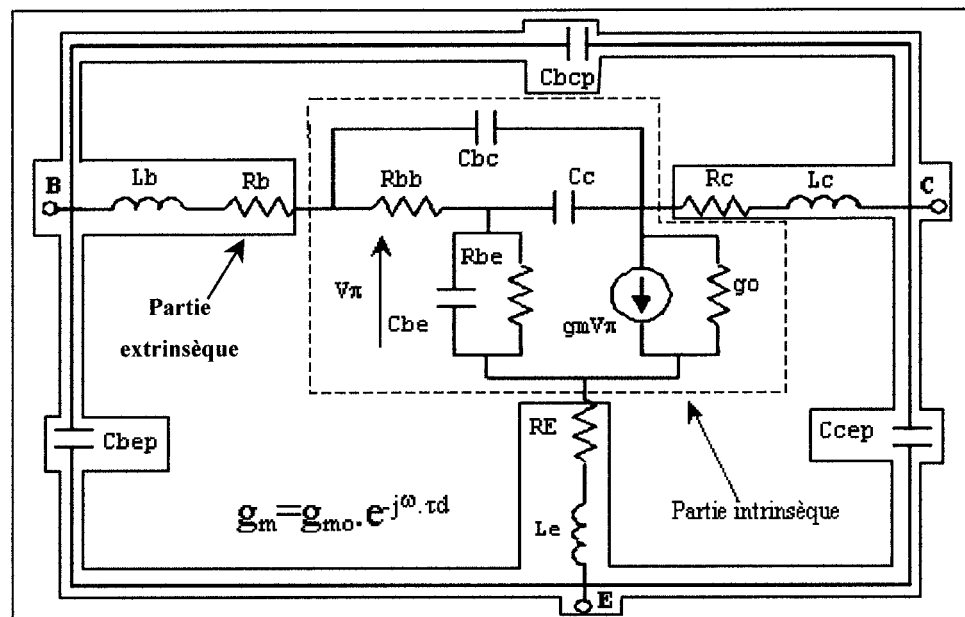 Cbcp
Cbc
B
Lb
Rb
Rbb
Cc
Rc
Lc
C
Rbe
Vπ
Cbe
gmVπ
go
Partie
extrinsèque
Cbep
RE
Ccep
gm=gmo.e-jω.τd
Le
Partie intrinsèque
E